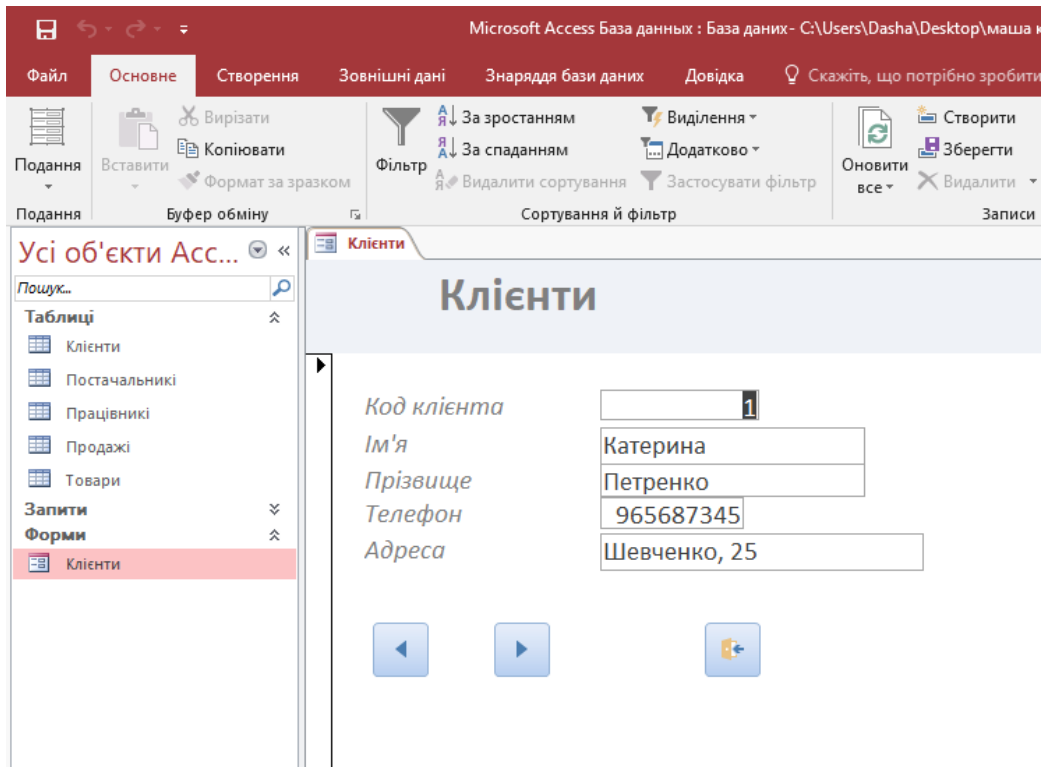 Microsoft Access База данных : База даних- C:\Users\Dasha\Desktop\маша к
Файл Основне Створення Зовнішні дані Знаряддя бази даних Довідка Скажіть, що потрібно зробити
Подання
Вставити
Вирізати
Копіювати
Формат за зразком
Фільтр
За зростанням
За спаданням
Видалити сортування
Виділення
Додатково
Застосувати фільтр
Оновити
все
Створити
Зберегти
Видалити
Подання Буфер обміну Сортування й фільтр Записи
Усі об'єкти Acc...
Пошук...
Таблиці
Клієнти
Постачальникі
Працівникі
Продажі
Товари
Запити
Форми
Клієнти
Клієнти
Клієнти
Код клієнта 1
Ім'я Катерина
Прізвище Петренко
Телефон 965687345
Адреса Шевченко, 25